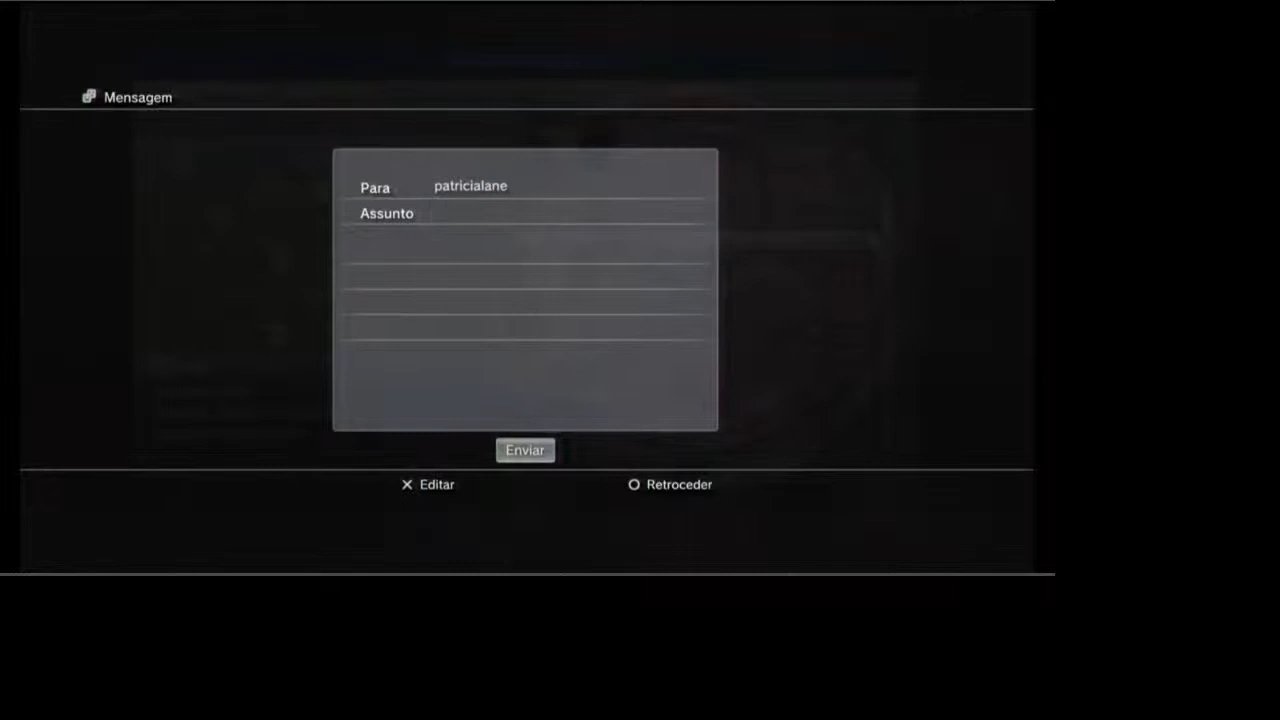 Mensagem
Para patricialane
Assunto
Enviar
Editar Retroceder